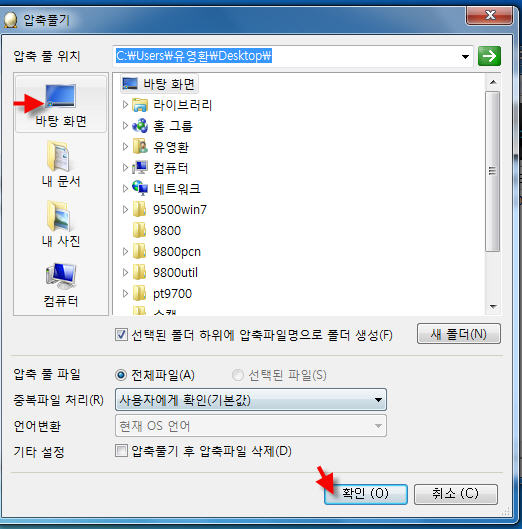 압축풀기
압축 풀 위치
C:\Users\유영환\Desktop\
바탕 화면
내 문서
내 사진
컴퓨터
바탕 화면
라이브러리
홈 그룹
유영환
컴퓨터
네트워크
9500win7
9800
9800pcn
9800util
pt9700
스캔
선택된 폴더 하위에 압축파일명으로 폴더 생성(F)
새 폴더(N)
압축 풀 파일
전체파일(A)
선택된 파일(S)
중복파일 처리(R)
사용자에게 확인(기본값)
언어변환
현재 OS 언어
기타 설정
압축풀기 후 압축파일 삭제(D)
확인 (O)
취소 (C)